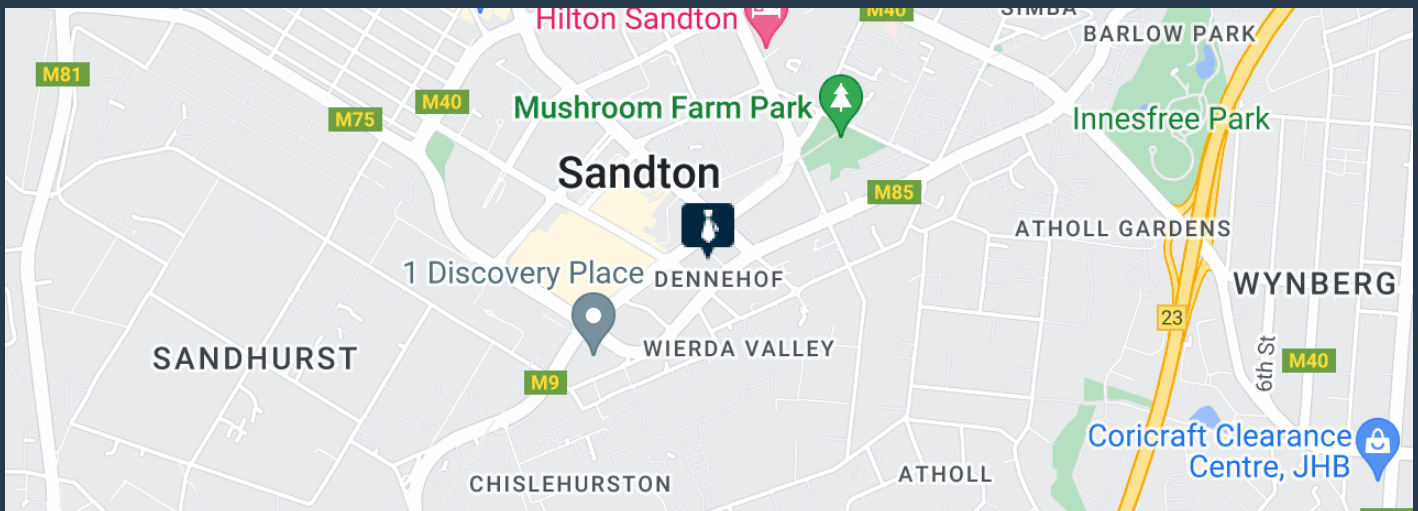 Hilton Sandton
M40
SIMBA
BARLOW PARK
M81
M40
M75
Mushroom Farm Park
Innesfree Park
Sandton
M85
ATHOLL GARDENS
1 Discovery Place
DENNEHOF
WYNBERG
23
SANDHURST
WIERDA VALLEY
6th St
M40
M9
Coricraft Clearance
Centre, JHB
ATHOLL
CHISLEHURSTON